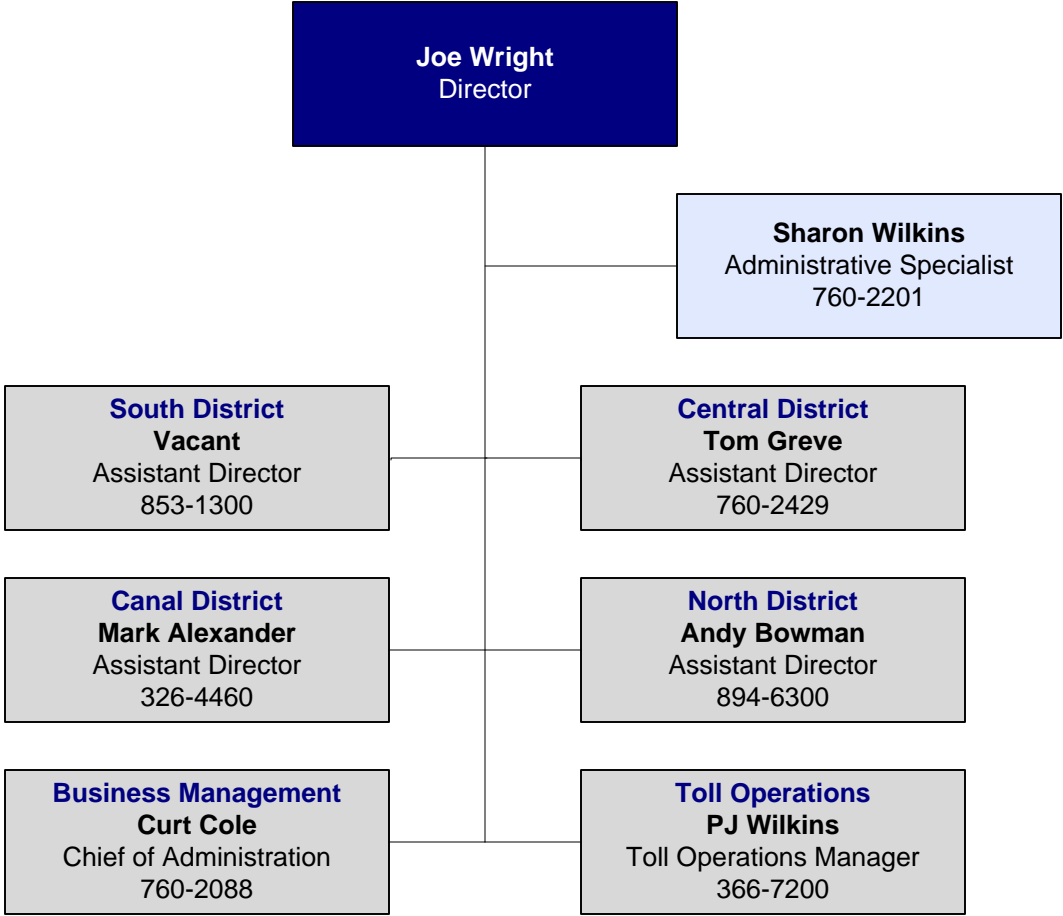 Joe Wright
Director
Sharon Wilkins
Administrative Specialist
760-2201
South District
Vacant
Assistant Director
853-1300
Central District
Tom Greve
Assistant Director
760-2429
Canal District
Mark Alexander
Assistant Director
326-4460
North District
Andy Bowman
Assistant Director
894-6300
Business Management
Curt Cole
Chief of Administration
760-2088
Toll Operations
PJ Wilkins
Toll Operations Manager
366-7200